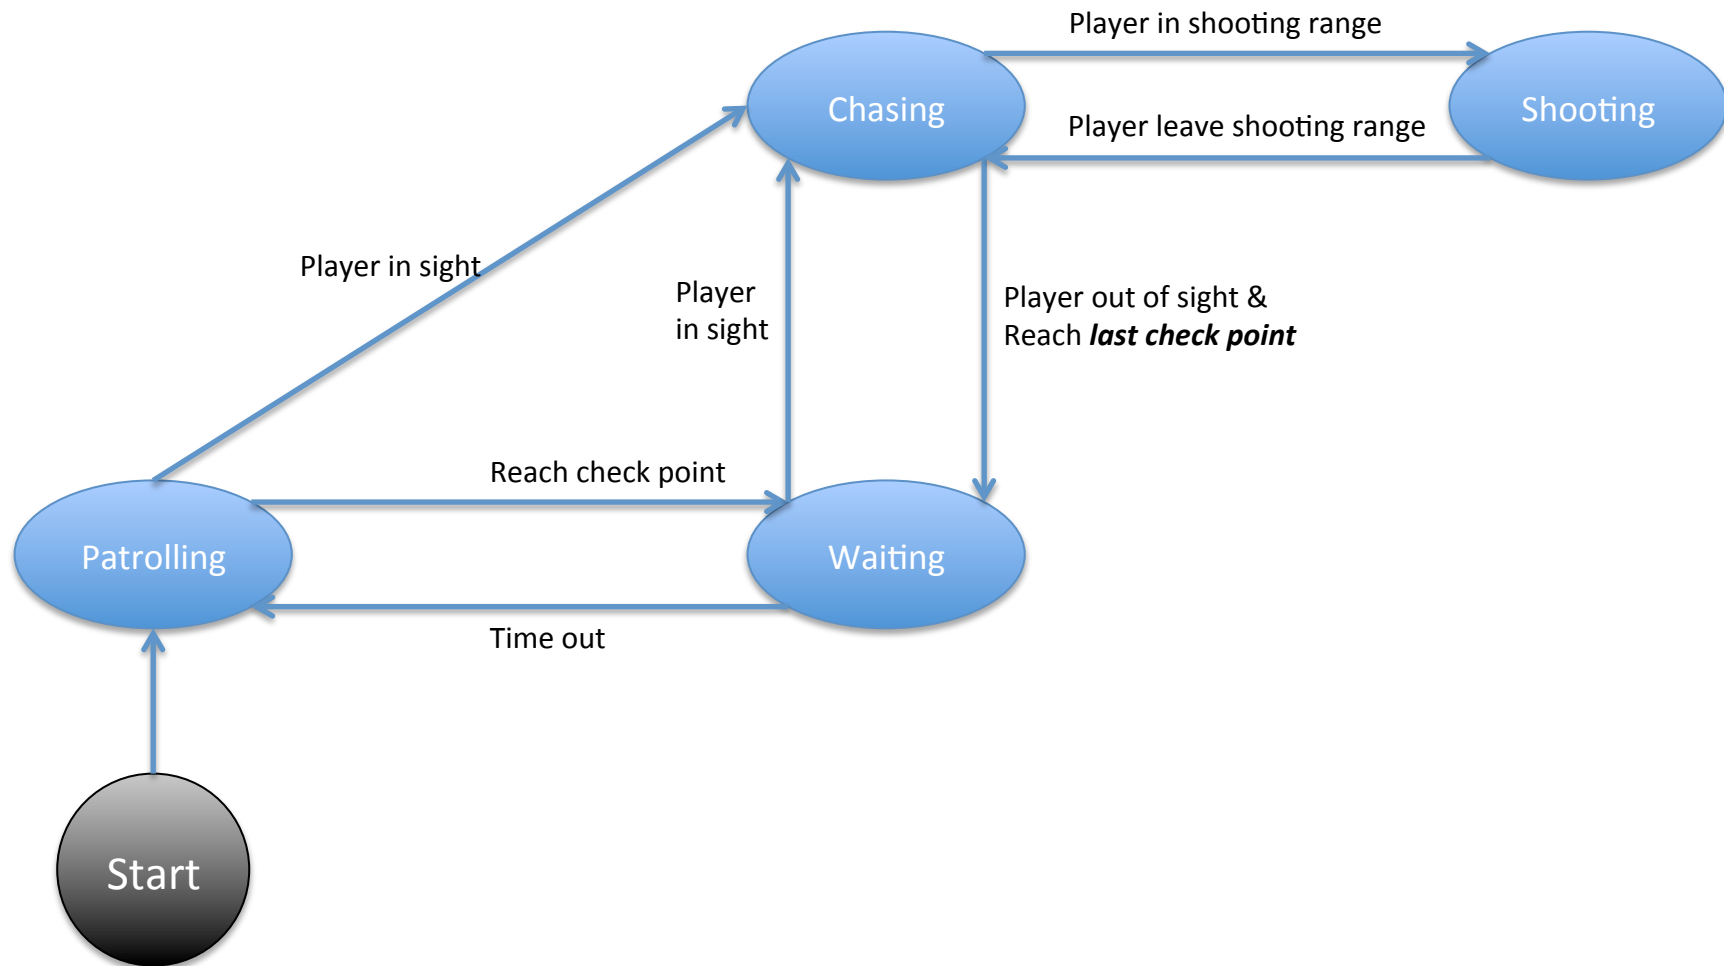 Player in shooting range
Chasing
Shooting
Player leave shooting range
Player in sight
Player
in sight
Player out of sight &
Reach last check point
Reach check point
Patrolling
Waiting
Time out
Start